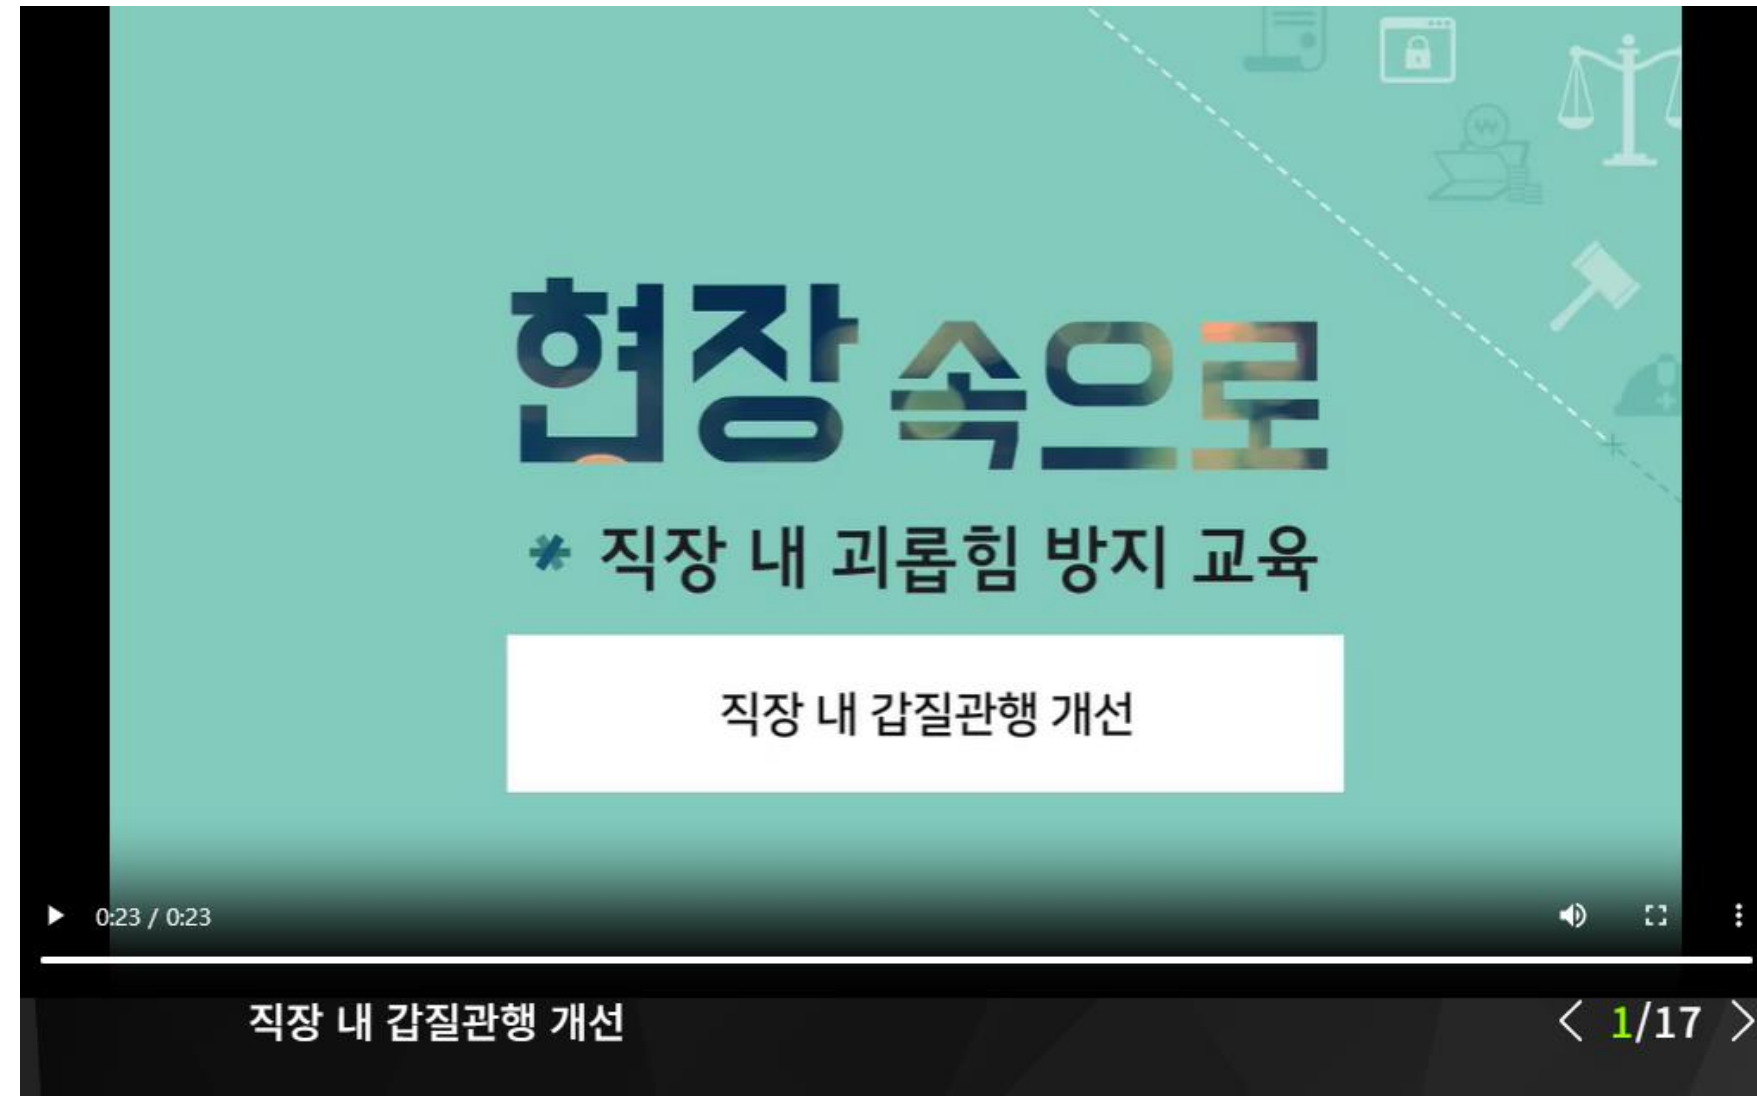 현장 속으로
* 직장 내 괴롭힘 방지 교육
직장 내 갑질관행 개선
0:23 / 0:23
직장 내 갑질관행 개선
< 1/17 >